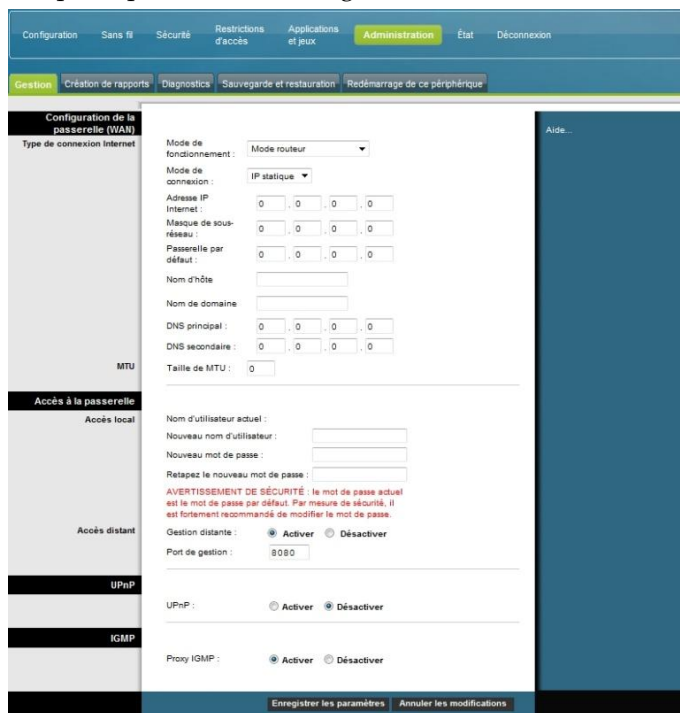 Configuration Sans fil Sécurité Restrictions d'accès Applications et jeux Administration État Déconnexion
Gestion Création de rapports Diagnostics Sauvegarde et restauration Redémarrage de ce périphérique
Configuration de la passerelle (WAN)
Aide...
Type de connexion Internet
Mode de fonctionnement : Mode routeur
Mode de connexion : IP statique
Adresse IP Internet : 0 . 0 . 0 . 0
Masque de sous-réseau : 0 . 0 . 0 . 0
Passerelle par défaut : 0 . 0 . 0 . 0
Nom d'hôte
Nom de domaine
DNS principal : 0 . 0 . 0 . 0
DNS secondaire : 0 . 0 . 0 . 0
MTU
Taille de MTU : 0
Accès à la passerelle
Accès local
Nom d'utilisateur actuel :
Nouveau nom d'utilisateur :
Nouveau mot de passe :
Retapez le nouveau mot de passe :
AVERTISSEMENT DE SÉCURITÉ : le mot de passe actuel
est le mot de passe par défaut. Par mesure de sécurité, il
est fortement recommandé de modifier le mot de passe.
Accès distant
Gestion distante : Activer Désactiver
Port de gestion : 8080
UPnP
UPnP : Activer Désactiver
IGMP
Proxy IGMP : Activer Désactiver
Enregistrer les paramètres Annuler les modifications